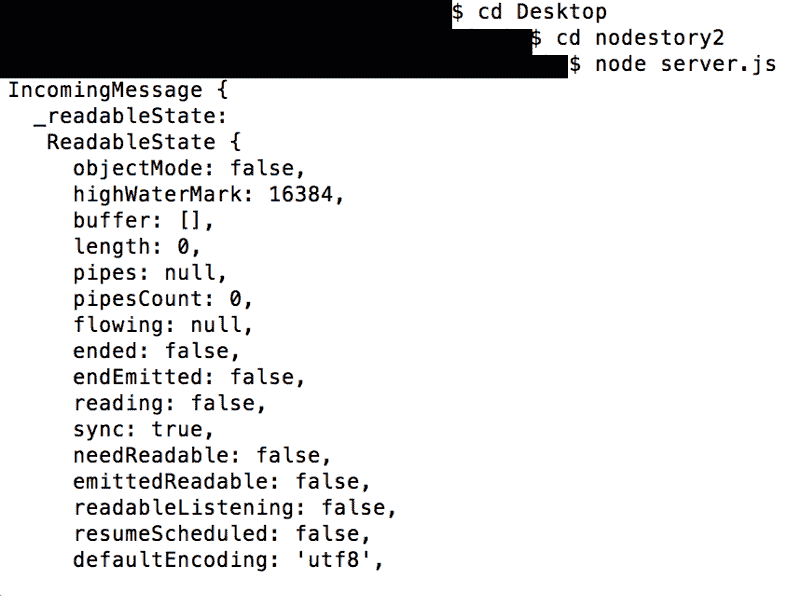 $ cd Desktop
$ cd nodestory2
$ node server.js
IncomingMessage {
  _readableState:
   ReadableState {
     objectMode: false,
     highWaterMark: 16384,
     buffer: [],
     length: 0,
     pipes: null,
     pipesCount: 0,
     flowing: null,
     ended: false,
     endEmitted: false,
     reading: false,
     sync: true,
     needReadable: false,
     emittedReadable: false,
     readableListening: false,
     resumeScheduled: false,
     defaultEncoding: 'utf8',